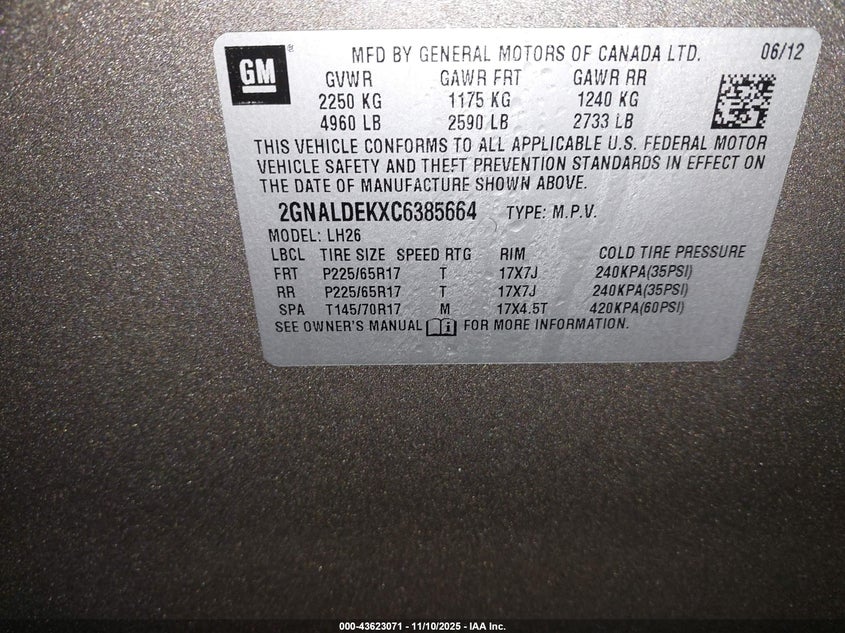 GM
®
MFD BY GENERAL MOTORS OF CANADA LTD. 06/12
GVWR GAWR FRT GAWR RR
2250 KG 1175 KG 1240 KG
4960 LB 2590 LB 2733 LB
THIS VEHICLE CONFORMS TO ALL APPLICABLE U.S. FEDERAL MOTOR
VEHICLE SAFETY AND THEFT PREVENTION STANDARDS IN EFFECT ON
THE DATE OF MANUFACTURE SHOWN ABOVE.
2GNALDEKXC6385664 TYPE: M.P.V.
MODEL: LH26
LBCL TIRE SIZE SPEED RTG RIM COLD TIRE PRESSURE
FRT P225/65R17 T 17X7J 240KPA(35PSI)
RR P225/65R17 T 17X7J 240KPA(35PSI)
SPA T145/70R17 M 17X4.5T 420KPA(60PSI)
SEE OWNER'S MANUAL FOR MORE INFORMATION.
000-43623071 - 11/10/2025 - IAA Inc.